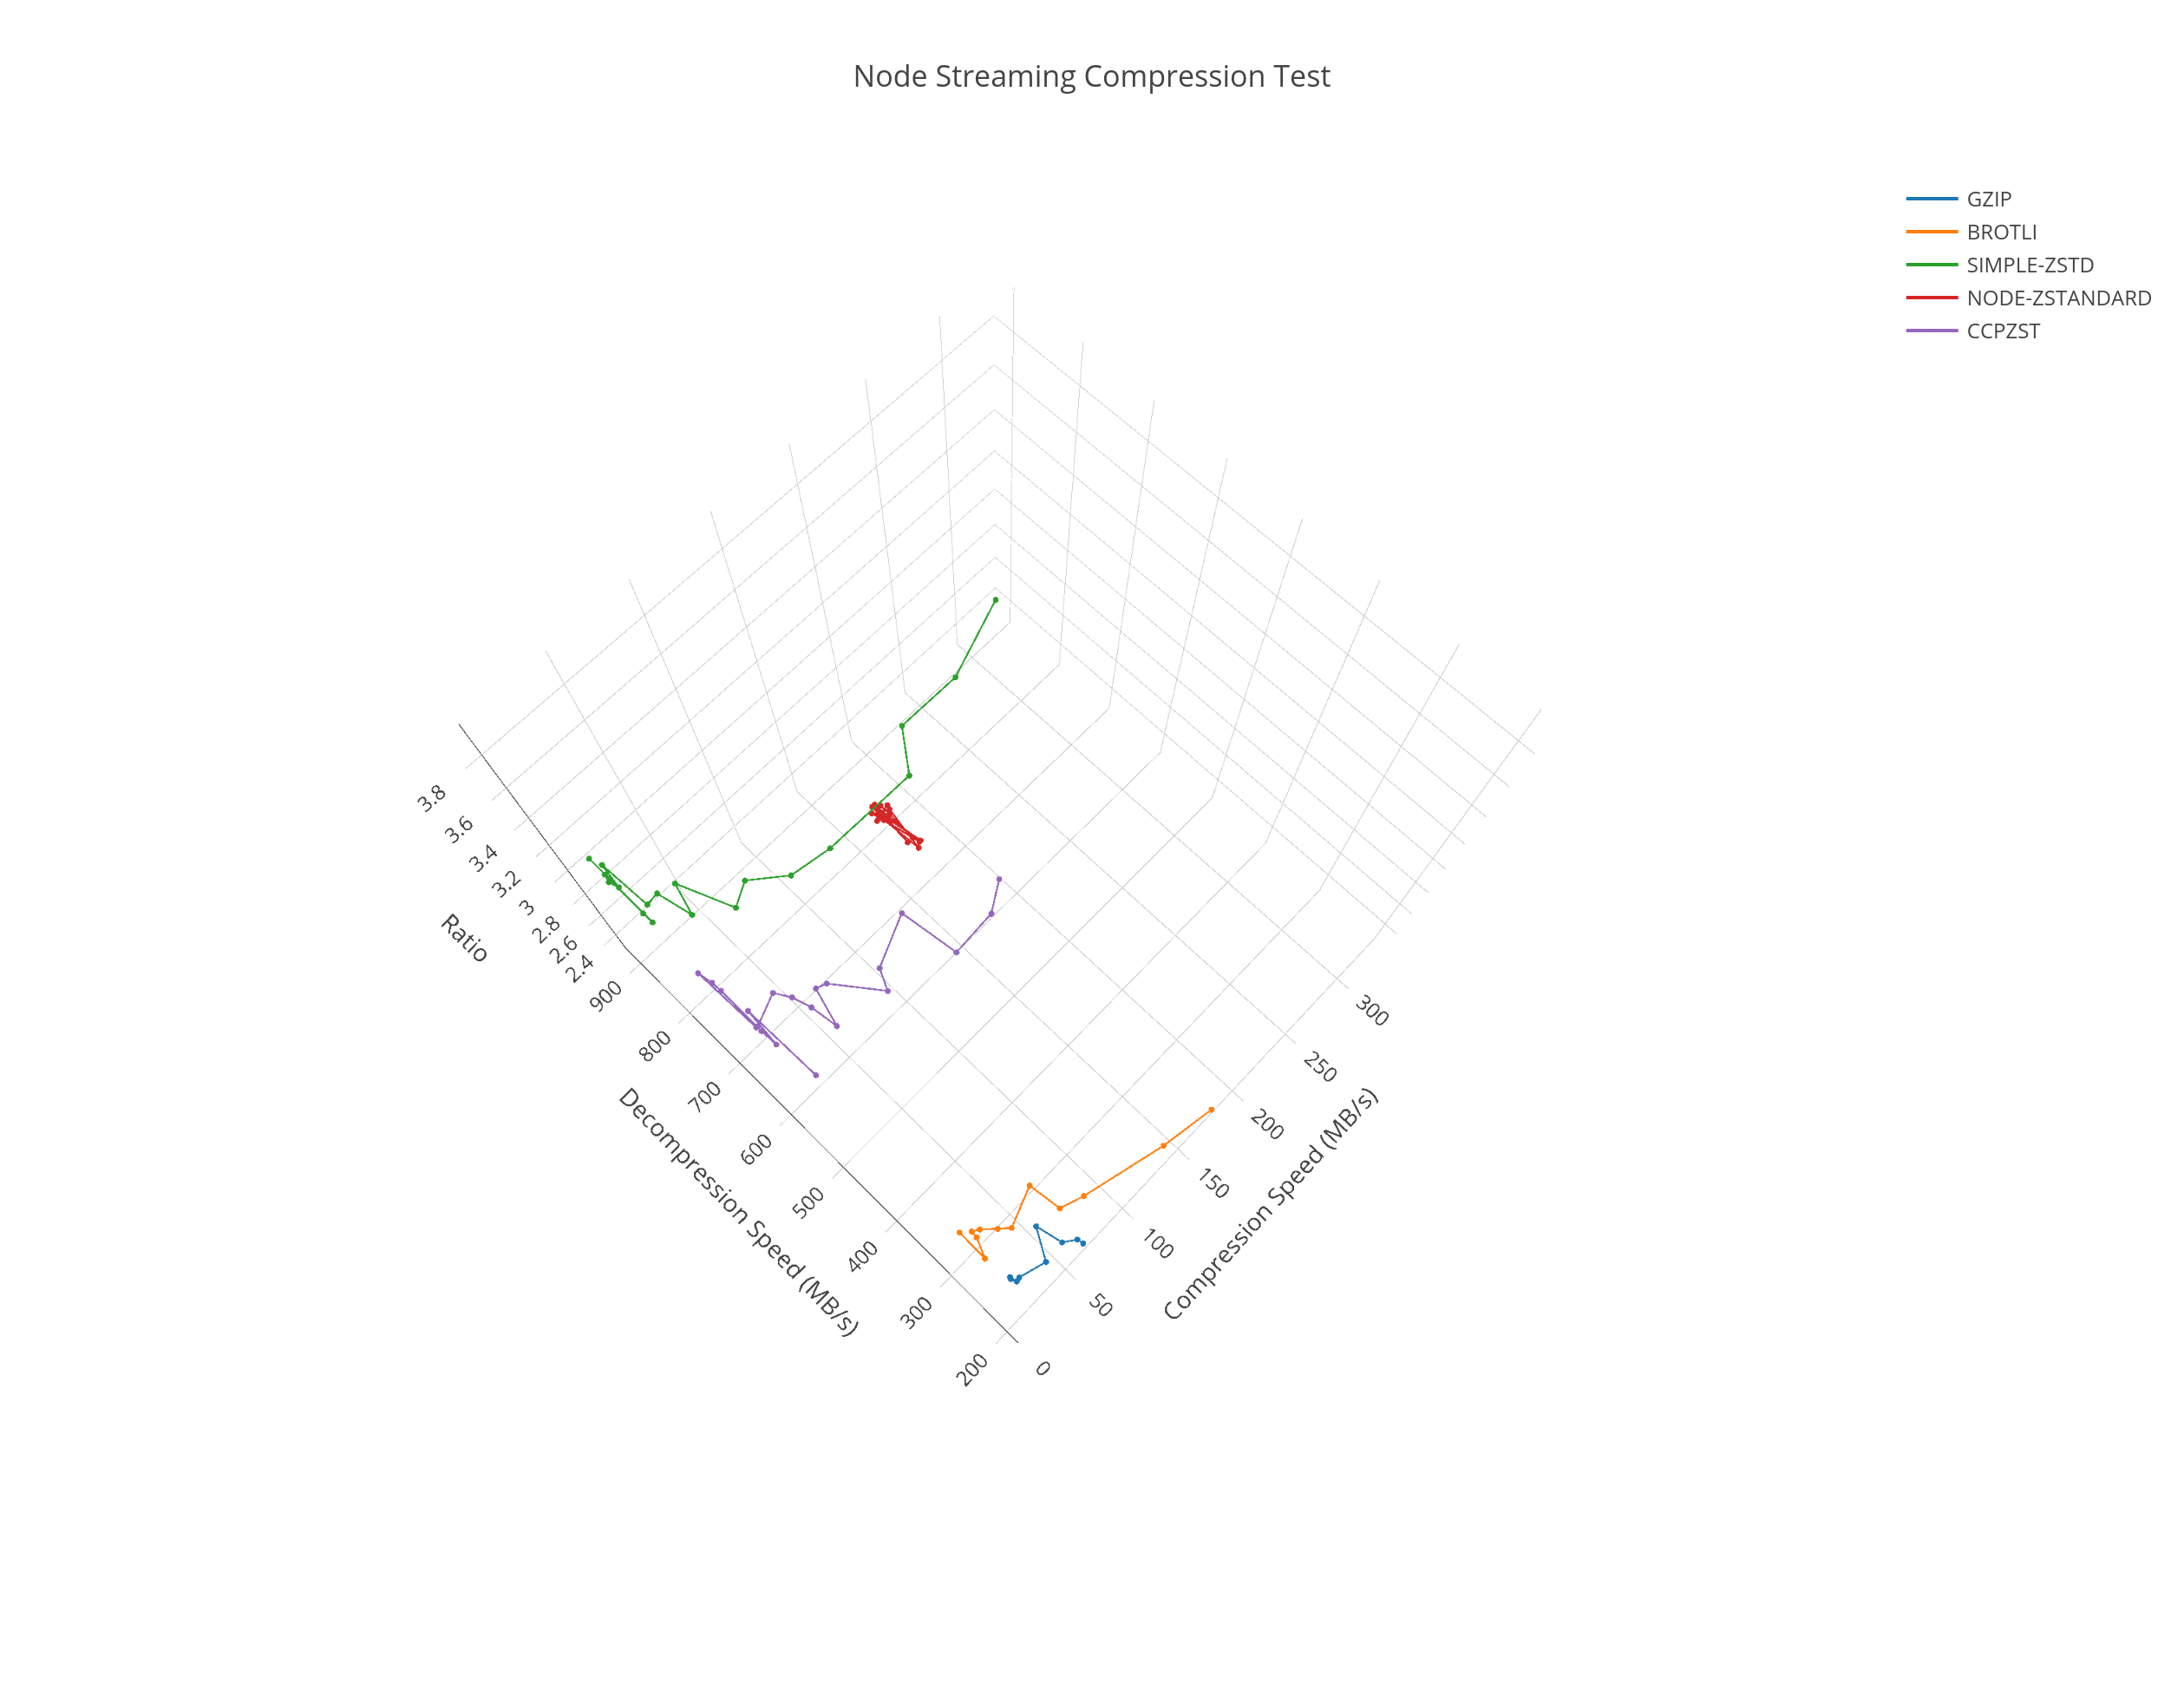 Node Streaming Compression Test
GZIP
BROTLI
SIMPLE-ZSTD
NODE-ZSTANDARD
CCPZST
3.8
3.6
3.4
3.2
3
2.8
2.6
2.4
Ratio
900
800
700
600
500
400
300
200
Decompression Speed (MB/s)
300
250
200
150
100
50
0
Compression Speed (MB/s)